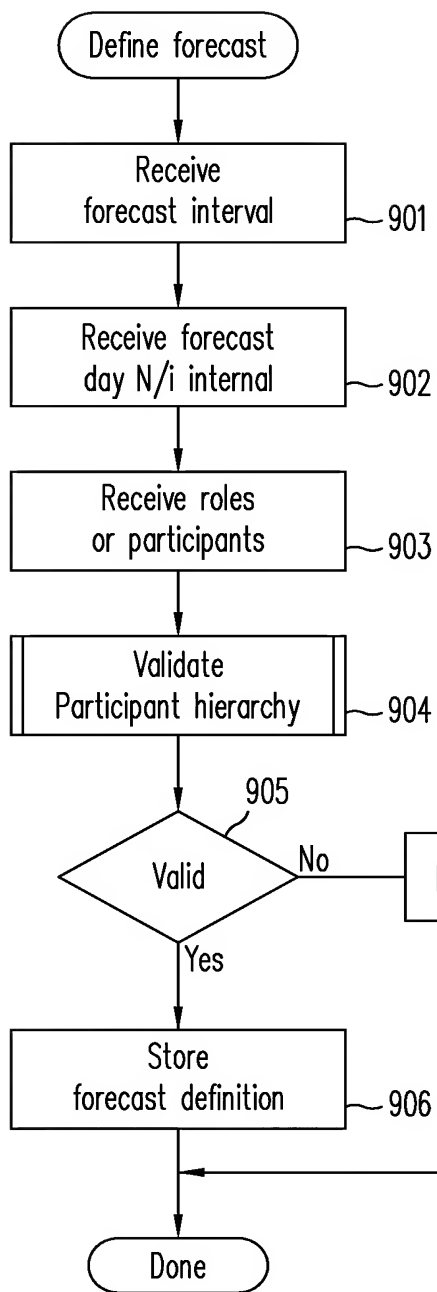 Define forecast
Receive
forecast interval
901
Receive forecast
day N/i internal
902
Receive roles
or participants
903
Validate
Participant hierarchy
904
905
Valid
No
Yes
Store
forecast definition
906
Done